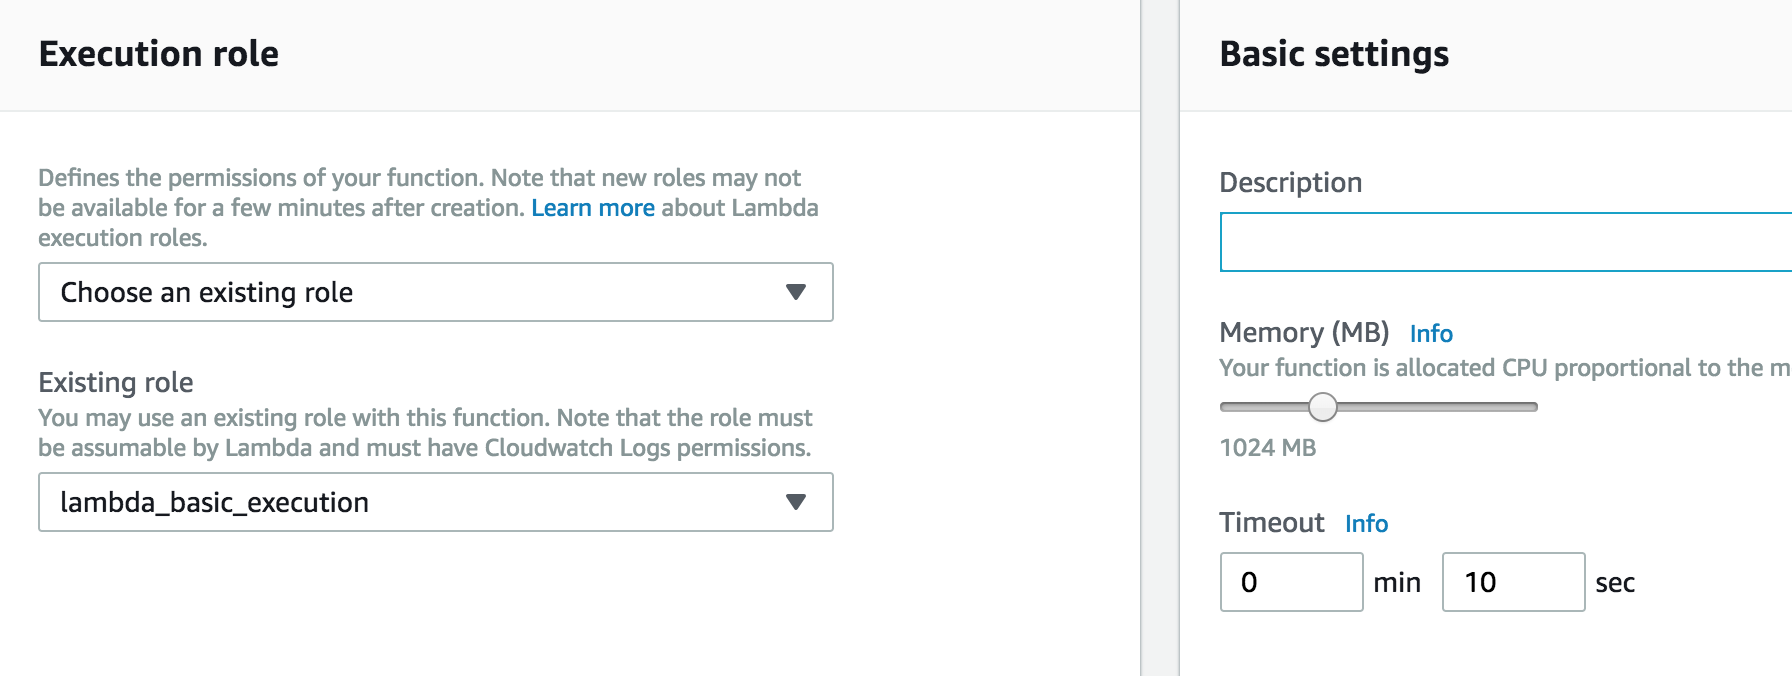 Execution role
Defines the permissions of your function. Note that new roles may not
be available for a few minutes after creation. Learn more about Lambda
execution roles.
Choose an existing role
Existing role
You may use an existing role with this function. Note that the role must
be assumable by Lambda and must have Cloudwatch Logs permissions.
lambda_basic_execution
Basic settings
Description
Memory (MB) Info
Your function is allocated CPU proportional to the
1024 MB
Timeout Info
0 min 10 sec